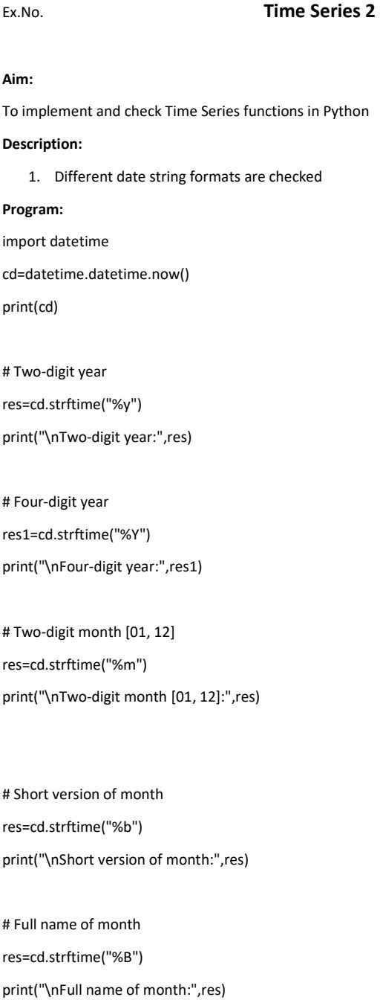 Ex.No. Time Series 2
Aim:
To implement and check Time Series functions in Python
Description:
1. Different date string formats are checked
Program:
import datetime
cd=datetime.datetime.now()
print(cd)
# Two-digit year
res=cd.strftime("%y")
print("\nTwo-digit year:",res)
# Four-digit year
res1=cd.strftime("%Y")
print("\nFour-digit year:",res1)
# Two-digit month [01, 12]
res=cd.strftime("%m")
print("\nTwo-digit month [01, 12]:",res)
# Short version of month
res=cd.strftime("%b")
print("\nShort version of month:",res)
# Full name of month
res=cd.strftime("%B")
print("\nFull name of month:",res)